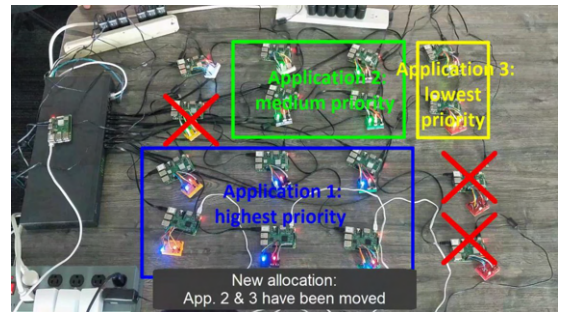 Application 2:
medium priority
Application 3:
lowest
priority
Application 1:
highest priority
New allocation:
App. 2 & 3 have been moved